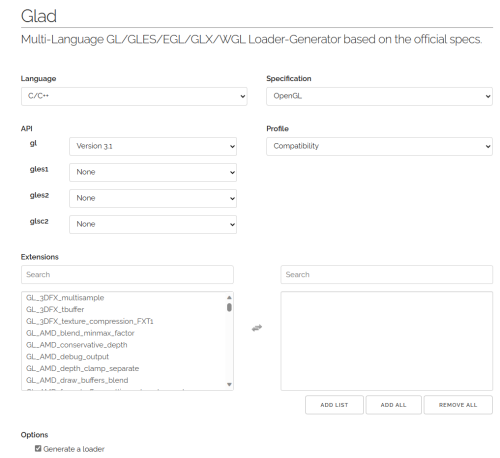 Glad
Multi-Language GL/GLES/EGL/GLX/WGL Loader-Generator based on the official specs.
Language
Specification
C/C++
OpenGL
API
Profile
gl
Version 3.1
Compatibility
gles1
None
gles2
None
glsc2
None
Extensions
Search
Search
GL_3DFX_multisample
GL_3DFX_tbuffer
GL_3DFX_texture_compression_FXT1
GL_AMD_blend_minmax_factor
GL_AMD_conservative_depth
GL_AMD_debug_output
GL_AMD_depth_clamp_separate
GL_AMD_draw_buffers_blend
ADD LIST
ADD ALL
REMOVE ALL
Options
Generate a loader